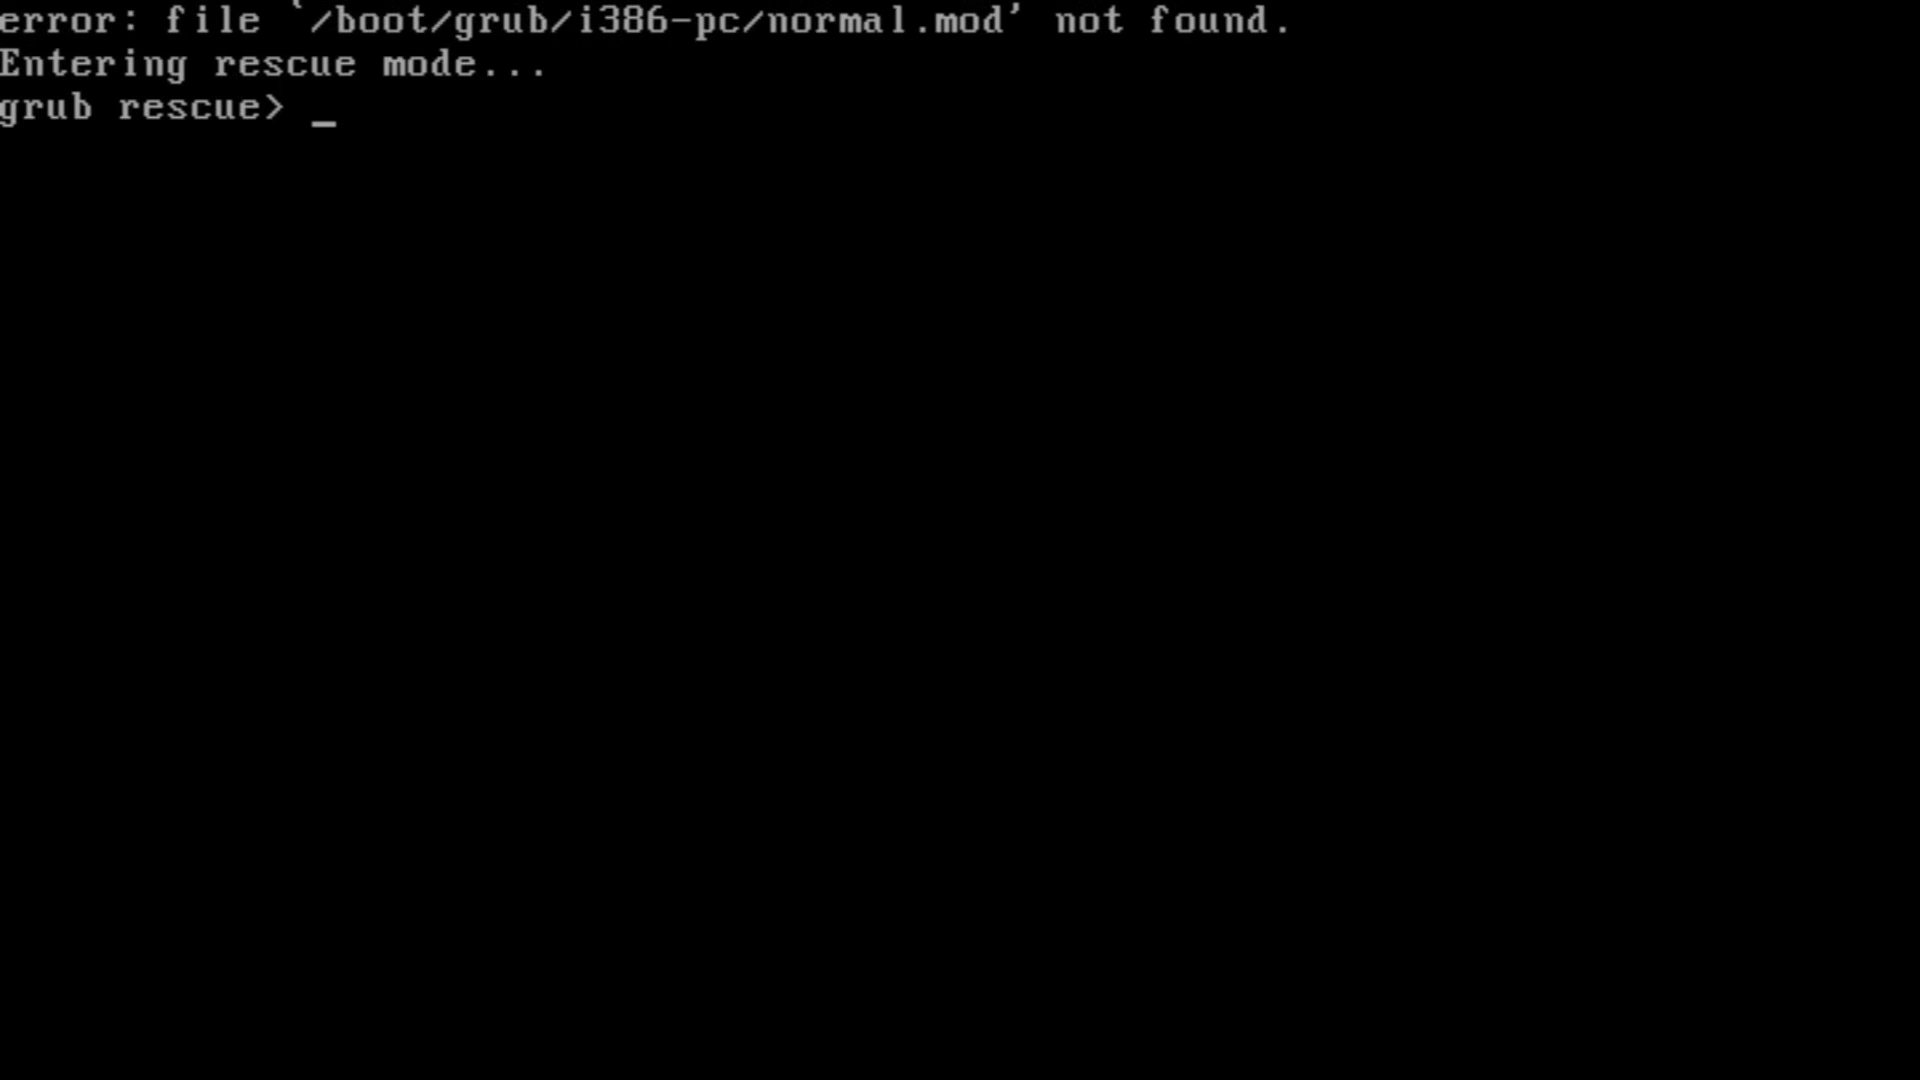 error: file `/boot/grub/i386-pc/normal.mod' not found.
Entering rescue mode...
grub rescue> _